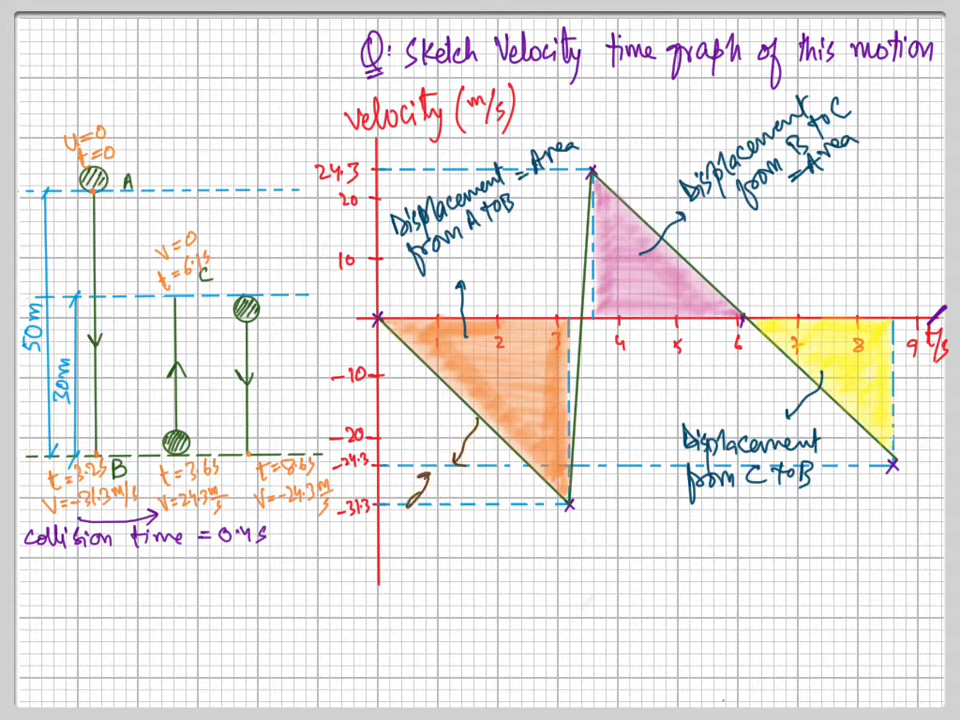 Q: Sketch Velocity time graph of this motion
Velocity (m/s)
u=0
t=0
A
50m
30m
v=0
t=6.1s
C
B
t=3.2s
V=-31.3m/s
t=3.6s
V=24.3m/s
t=8.6s
V=-24.3m/s
collision time = 0.4s
24.3
20
10
-10
-20
-24.3
-31.3
1
2
3
4
5
6
7
8
9
t/s
Displacement = Area
from A to B
Displacement
from B to C
= Area
Displacement
from C to B